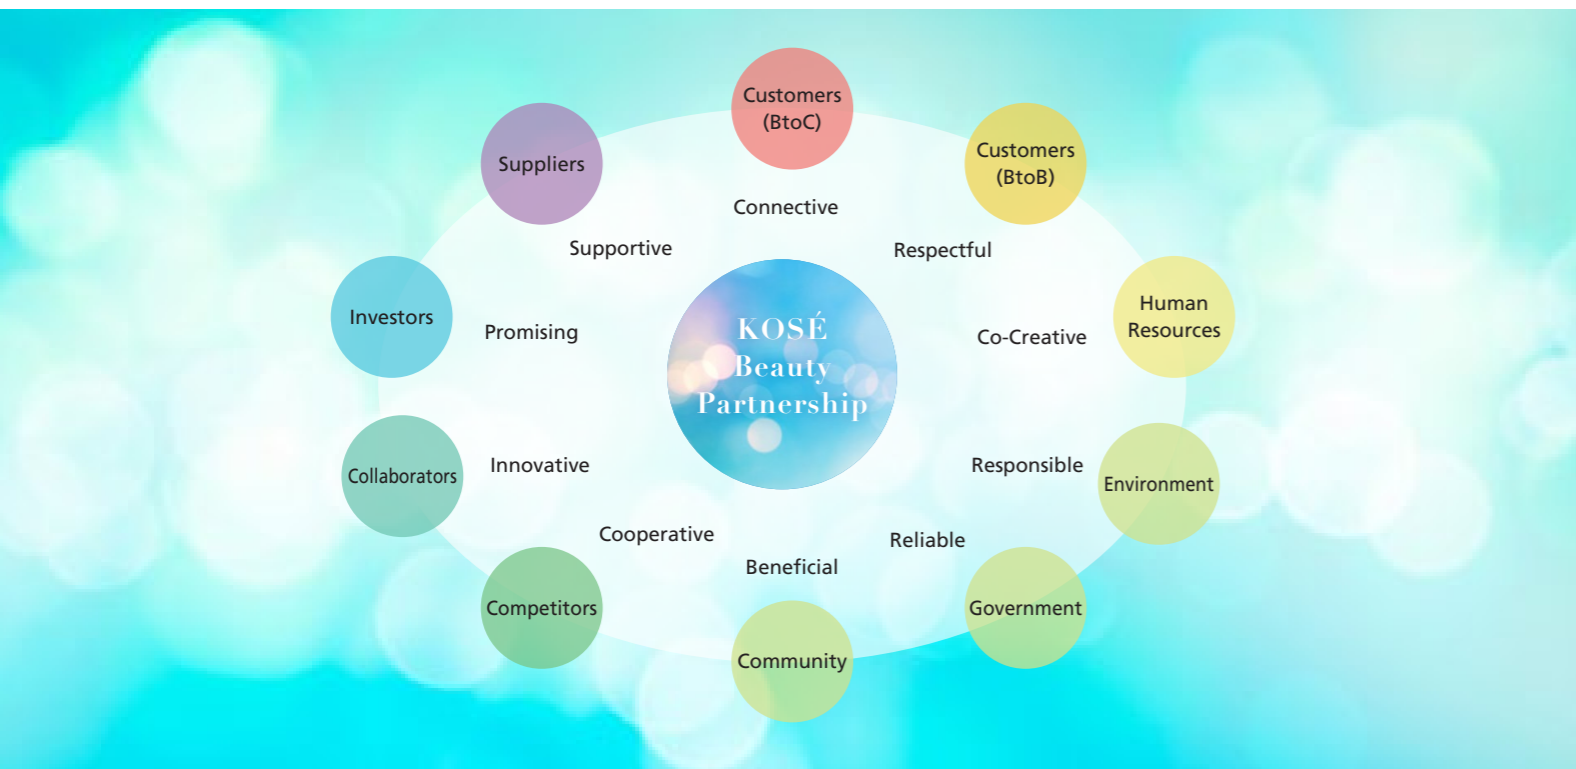 Customers
(BtoC)
Customers
(BtoB)
Suppliers
Connective
Supportive
Respectful
Investors
Promising
KOSÉ
Beauty
Partnership
Co-Creative
Human
Resources
Collaborators
Innovative
Responsible
Environment
Cooperative
Beneficial
Reliable
Competitors
Community
Government